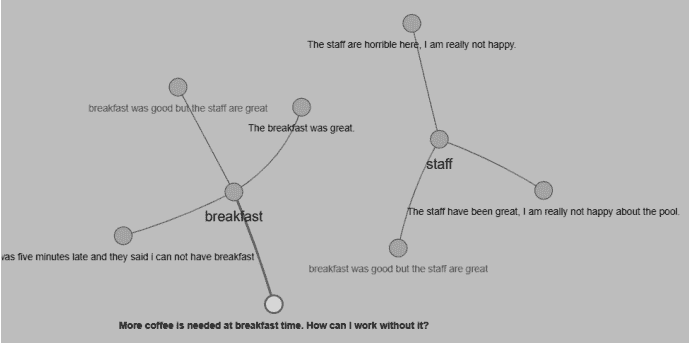 The staff are horrible here, I am really not happy.
breakfast was good but the staff are great
The breakfast was great.
staff
breakfast
The staff have been great, I am really not happy about the pool.
was five minutes late and they said i can not have breakfast
breakfast was good but the staff are great
More coffee is needed at breakfast time. How can I work without it?